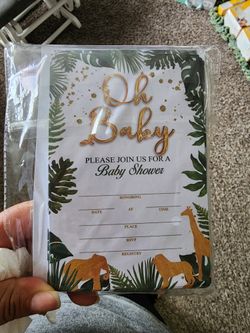 Oh
Baby
PLEASE JOIN US FOR A
Baby Shower
HONORING
DATE AT TIME
PLACE
RSVP
REGISTRY